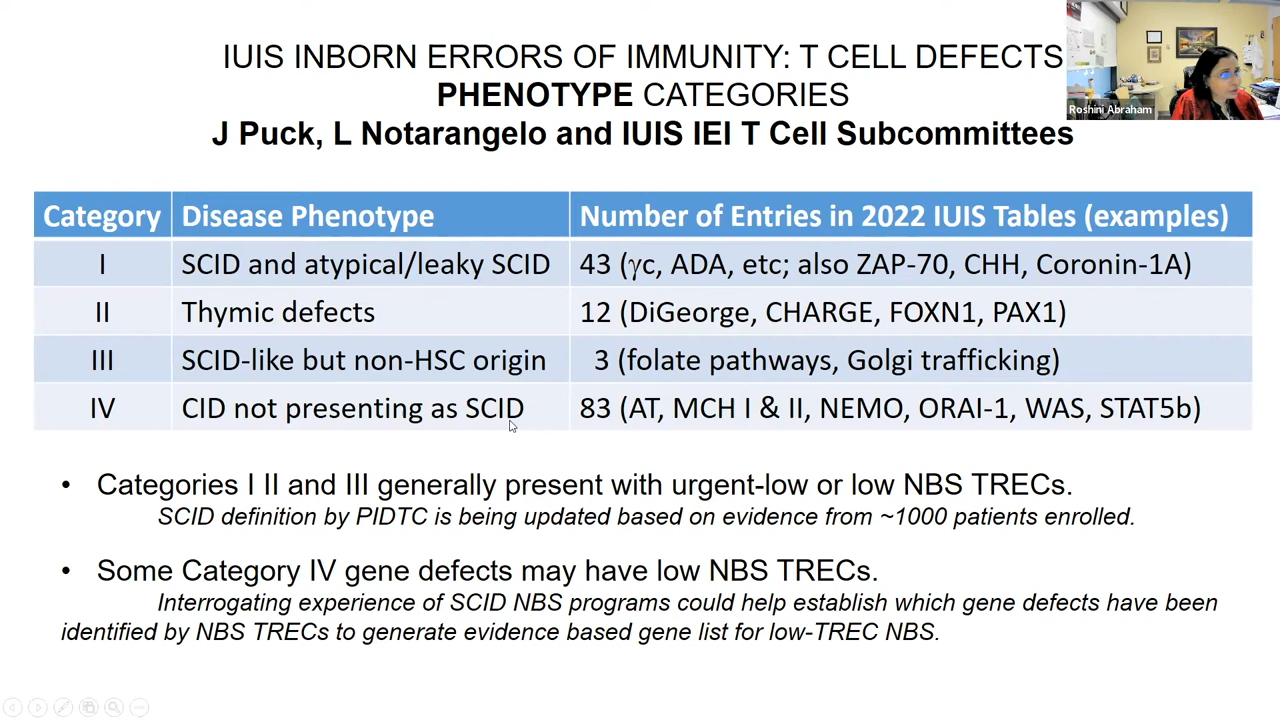 IUIS INBORN ERRORS OF IMMUNITY: T CELL DEFECTS
PHENOTYPE CATEGORIES
J Puck, L Notarangelo and IUIS IEI T Cell Subcommittees
Roshini Abraham
Category Disease Phenotype Number of Entries in 2022 IUIS Tables (examples)
I SCID and atypical/leaky SCID 43 (γc, ADA, etc; also ZAP-70, CHH, Coronin-1A)
II Thymic defects 12 (DiGeorge, CHARGE, FOXN1, PAX1)
III SCID-like but non-HSC origin 3 (folate pathways, Golgi trafficking)
IV CID not presenting as SCID 83 (AT, MCH I & II, NEMO, ORAI-1, WAS, STAT5b)
• Categories I II and III generally present with urgent-low or low NBS TRECs.
SCID definition by PIDTC is being updated based on evidence from ~1000 patients enrolled.
• Some Category IV gene defects may have low NBS TRECs.
Interrogating experience of SCID NBS programs could help establish which gene defects have been
identified by NBS TRECs to generate evidence based gene list for low-TREC NBS.